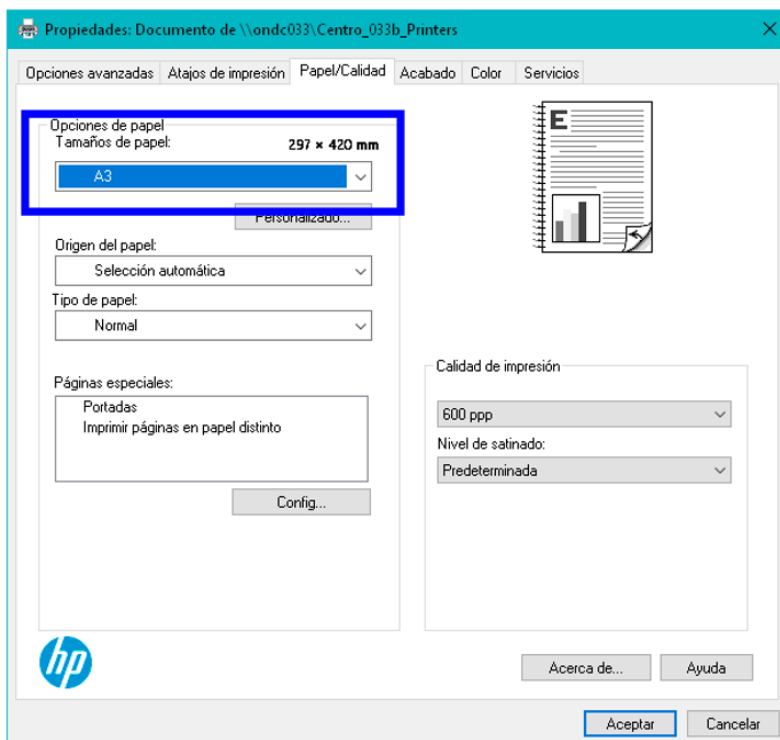 Propiedades: Documento de \\ondc033\Centro_033b_Printers
Opciones avanzadas Atajos de impresión Papel/Calidad Acabado Color Servicios
Opciones de papel
Tamaños de papel: 297 × 420 mm
A3
Personalizado...
Origen del papel:
Selección automática
Tipo de papel:
Normal
Páginas especiales:
Portadas
Imprimir páginas en papel distinto
Config...
E
Calidad de impresión
600 ppp
Nivel de satinado:
Predeterminada
hp
Acerca de... Ayuda
Aceptar Cancelar